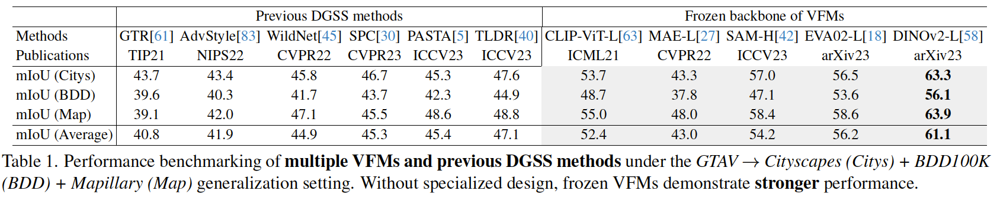 Previous DGSS methods Frozen backbone of VFMs
Methods GTR[61] AdvStyle[83] WildNet[45] SPC[30] PASTA[5] TLDR[40] CLIP-ViT-L[63] MAE-L[27] SAM-H[42] EVA02-L[18] DINOv2-L[58]
Publications TIP21 NIPS22 CVPR22 CVPR23 ICCV23 ICCV23 ICML21 CVPR22 ICCV23 arXiv23 arXiv23
mIoU (Citys) 43.7 43.4 45.8 46.7 45.3 47.6 53.7 43.3 57.0 56.5 63.3
mIoU (BDD) 39.6 40.3 41.7 43.7 42.3 44.9 48.7 37.8 47.1 53.6 56.1
mIoU (Map) 39.1 42.0 47.1 45.5 48.6 48.8 55.0 48.0 58.4 58.6 63.9
mIoU (Average) 40.8 41.9 44.9 45.3 45.4 47.1 52.4 43.0 54.2 56.2 61.1
Table 1. Performance benchmarking of multiple VFMs and previous DGSS methods under the GTAV → Cityscapes (Citys) + BDD100K
(BDD) + Mapillary (Map) generalization setting. Without specialized design, frozen VFMs demonstrate stronger performance.